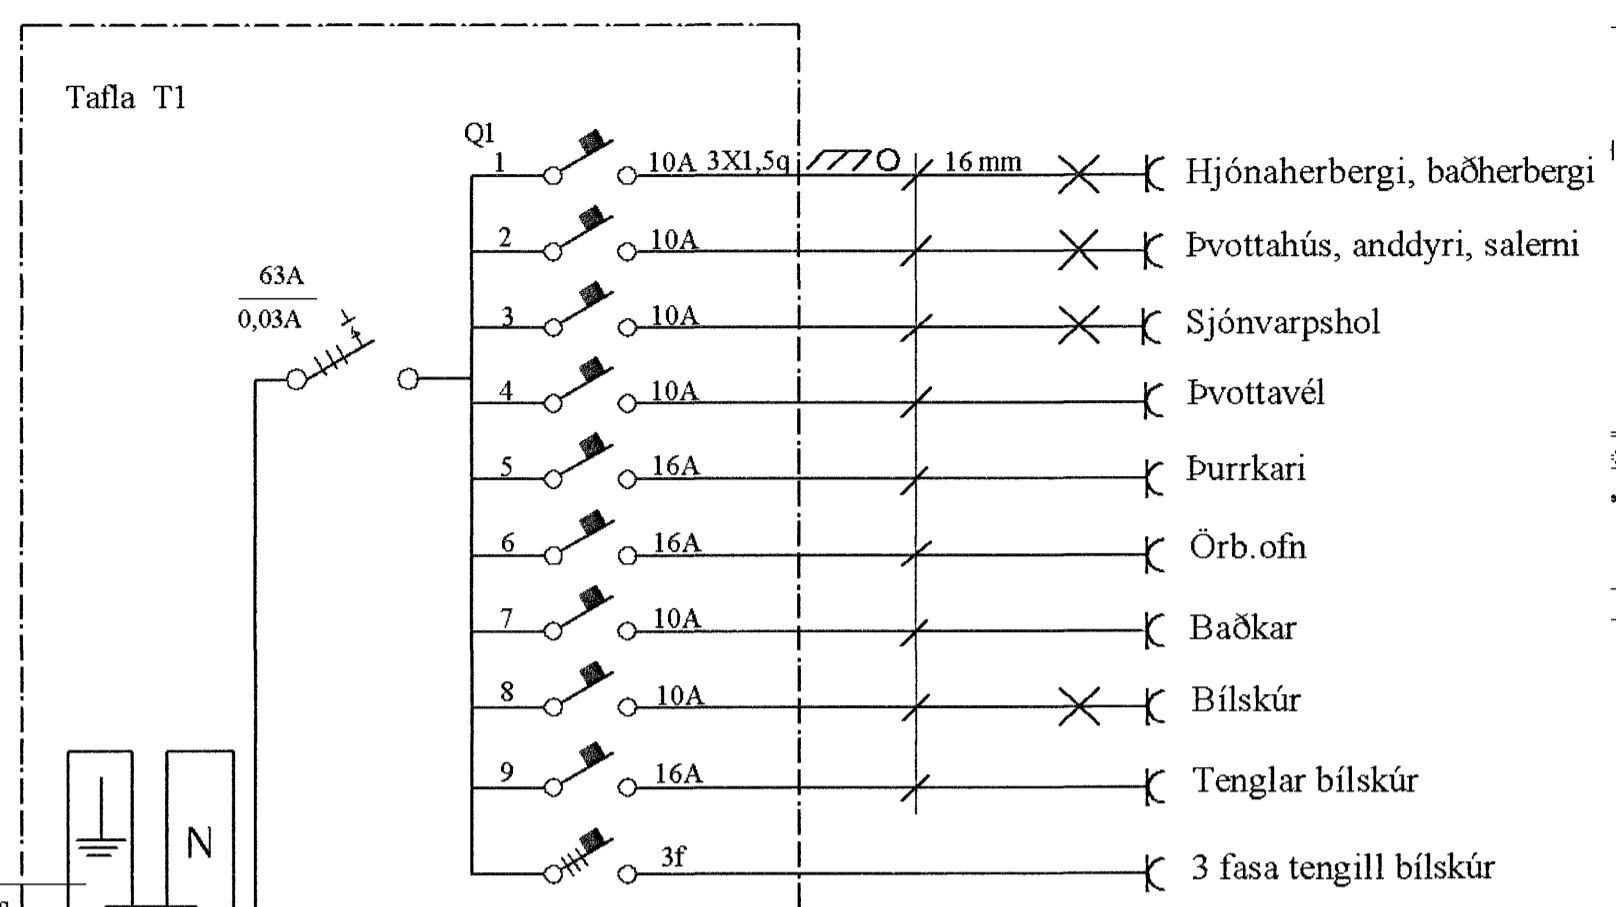 Tafla T1
Q1
1 10A 3X1,5q 16 mm Hjónaherbergi, baðherbergi
2 10A Þvottahús, anddyri, salerni
63A
0,03A
3 10A Sjónvarpshol
4 10A Þvottavél
5 16A Þurrkari
6 16A Örb.ofn
7 10A Baðkar
8 10A Bílskúr
9 16A Tenglar bílskúr
N
3f 3 fasa tengill bílskúr